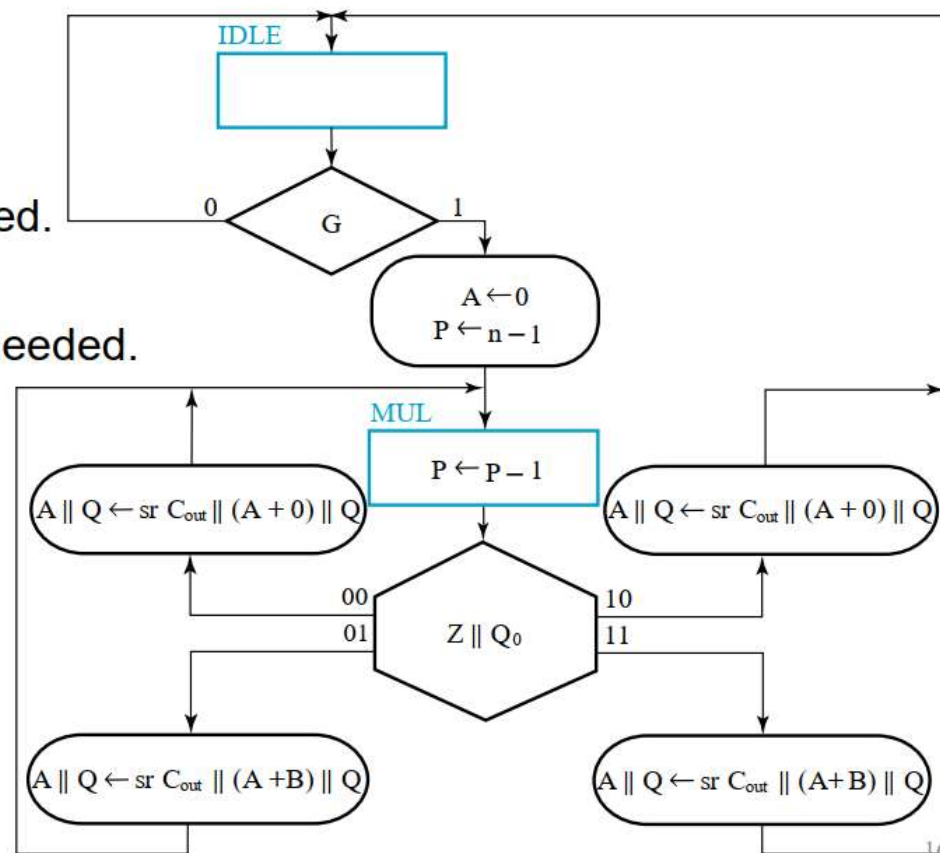 IDLE
ed.
0
G
1
A ← 0
P ← n – 1
eeded.
MUL
P ← P – 1
A || Q ← sr Cout || (A + 0) || Q
A || Q ← sr Cout || (A + 0) || Q
00
10
01
Z || Q0
11
A || Q ← sr Cout || (A +B) || Q
A || Q ← sr Cout || (A+ B) || Q